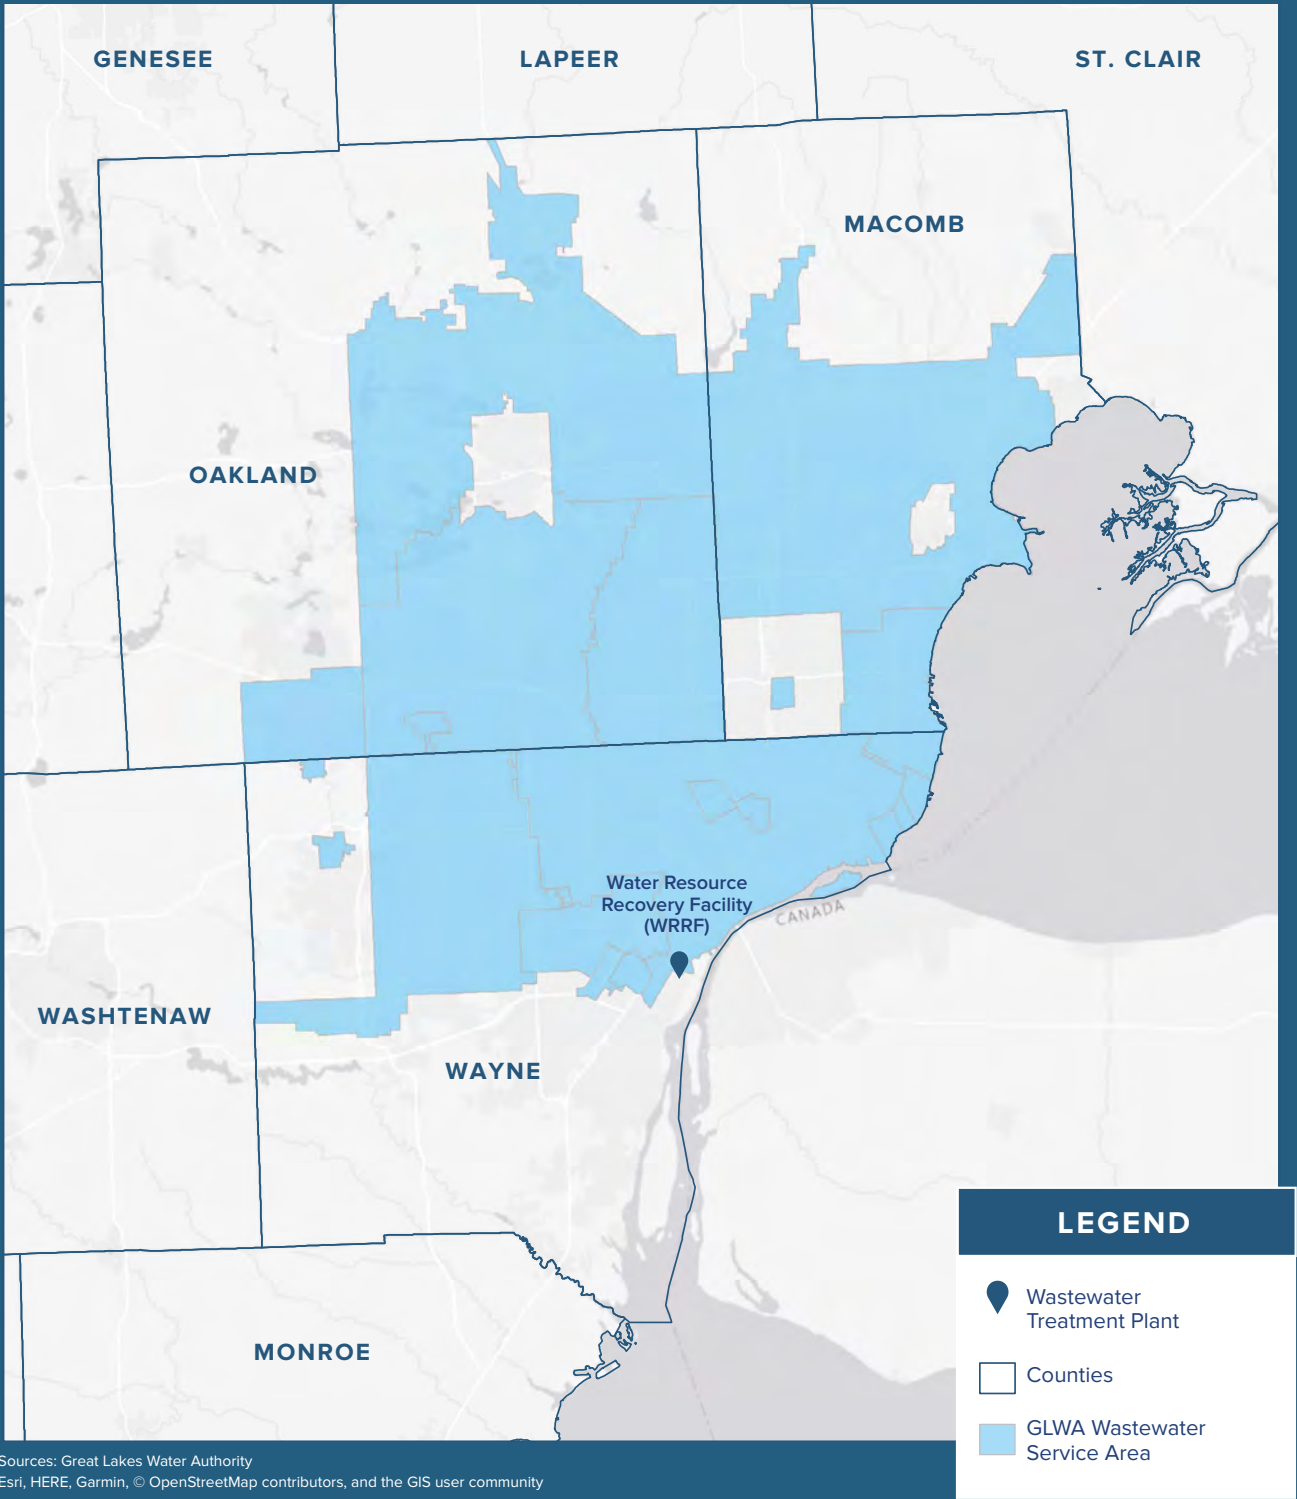 GENESEE
LAPEER
ST. CLAIR
MACOMB
OAKLAND
Water Resource
Recovery Facility
(WRRF)
CANADA
WASHTENAW
WAYNE
MONROE
LEGEND
Wastewater
Treatment Plant
Counties
GLWA Wastewater
Service Area
Sources: Great Lakes Water Authority
Esri, HERE, Garmin, © OpenStreetMap contributors, and the GIS user community